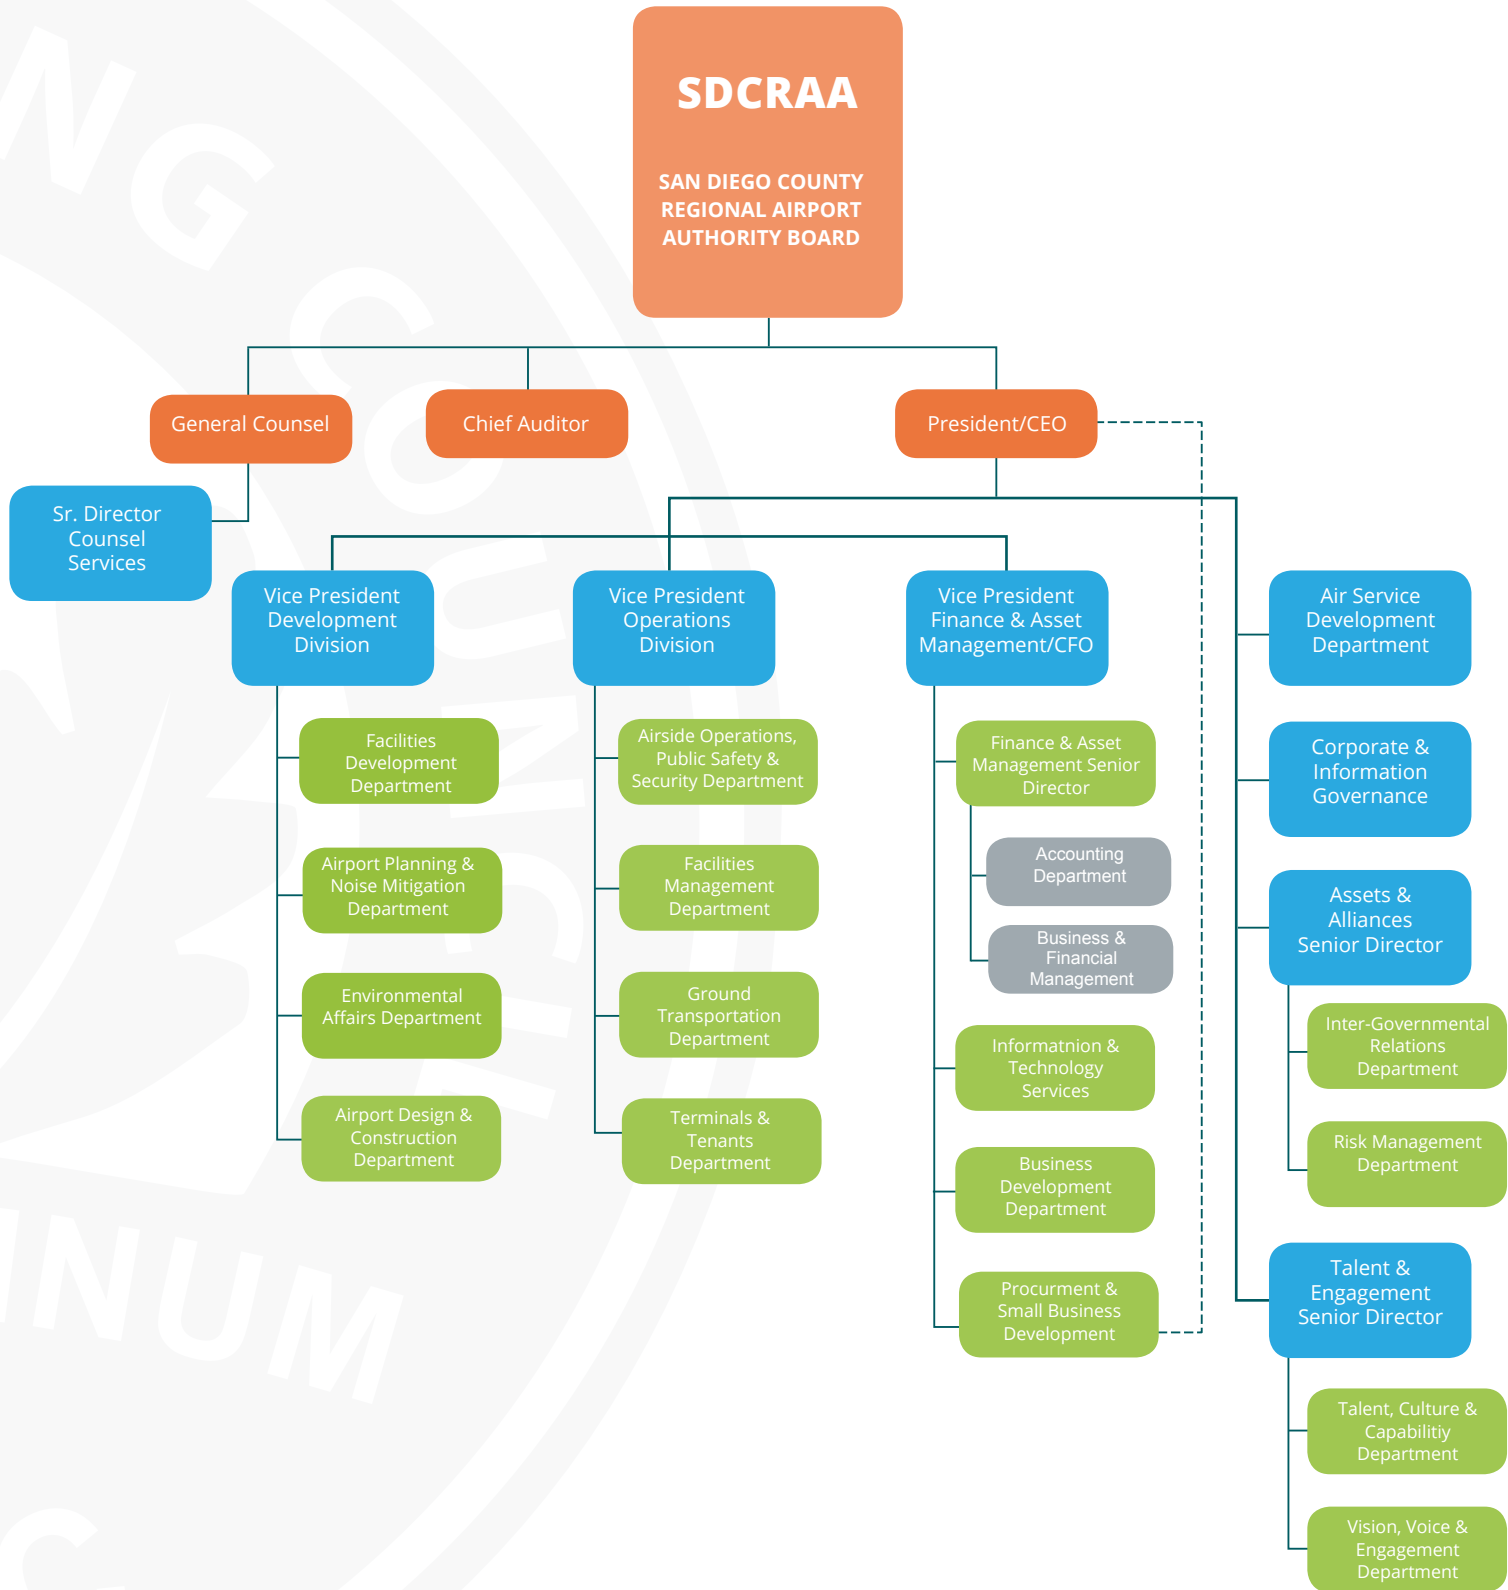 SDCRAA
SAN DIEGO COUNTY
REGIONAL AIRPORT
AUTHORITY BOARD
General Counsel
Chief Auditor
President/CEO
Sr. Director
Counsel
Services
Vice President
Development
Division
Vice President
Operations
Division
Vice President
Finance & Asset
Management/CFO
Air Service
Development
Department
Facilities
Development
Department
Airside Operations,
Public Safety &
Security Department
Finance & Asset
Management Senior
Director
Corporate &
Information
Governance
Airport Planning &
Noise Mitigation
Department
Facilities
Management
Department
Accounting
Department
Business &
Financial
Management
Assets &
Alliances
Senior Director
Environmental
Affairs Department
Ground
Transportation
Department
Informatnion &
Technology
Services
Inter-Governmental
Relations
Department
Airport Design &
Construction
Department
Terminals &
Tenants
Department
Business
Development
Department
Risk Management
Department
Procurment &
Small Business
Development
Talent &
Engagement
Senior Director
Talent, Culture &
Capabilitiy
Department
Vision, Voice &
Engagement
Department